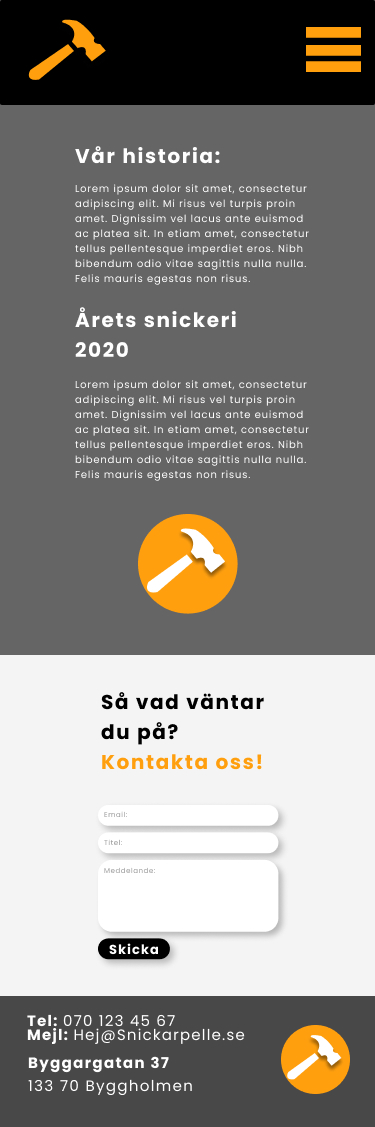 Vår historia:
Lorem ipsum dolor sit amet, consectetur
adipiscing elit. Mi risus vel turpis proin
amet. Dignissim vel lacus ante euismod
ac platea sit. In etiam amet, consectetur
tellus pellentesque imperdiet eros. Nibh
bibendum odio vitae sagittis nulla nulla.
Felis mauris egestas non risus.
Årets snickeri
2020
Lorem ipsum dolor sit amet, consectetur
adipiscing elit. Mi risus vel turpis proin
amet. Dignissim vel lacus ante euismod
ac platea sit. In etiam amet, consectetur
tellus pellentesque imperdiet eros. Nibh
bibendum odio vitae sagittis nulla nulla.
Felis mauris egestas non risus.
Så vad väntar
du på?
Kontakta oss!
Email:
Titel:
Meddelande:
Skicka
Tel: 070 123 45 67
Mejl: Hej@Snickarpelle.se
Byggargatan 37
133 70 Byggholmen